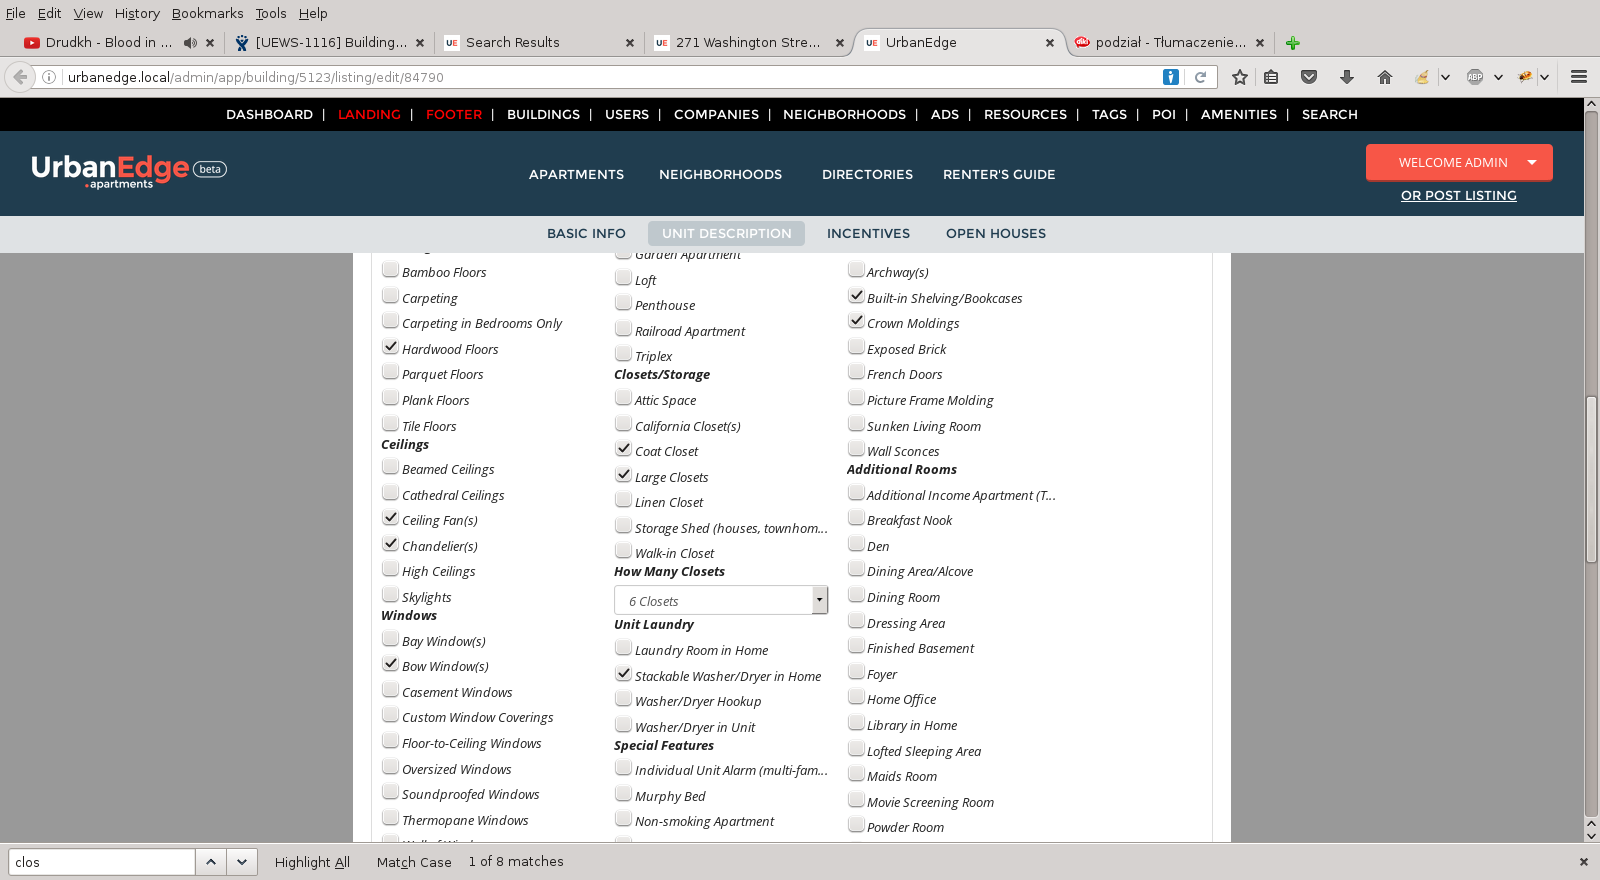 File Edit View History Bookmarks Tools Help
Drudkh - Blood in ... [UEWS-1116] Building... Search Results 271 Washington Stre... UrbanEdge podział - Tłumaczenie...
urbanedge.local/admin/app/building/5123/listing/edit/84790
DASHBOARD | LANDING | FOOTER | BUILDINGS | USERS | COMPANIES | NEIGHBORHOODS | ADS | RESOURCES | TAGS | POI | AMENITIES | SEARCH
UrbanEdge beta
.apartments
APARTMENTS NEIGHBORHOODS DIRECTORIES RENTER'S GUIDE
WELCOME ADMIN
OR POST LISTING
BASIC INFO UNIT DESCRIPTION INCENTIVES OPEN HOUSES
Bamboo Floors
Carpeting
Carpeting in Bedrooms Only
Hardwood Floors
Parquet Floors
Plank Floors
Tile Floors
Ceilings
Beamed Ceilings
Cathedral Ceilings
Ceiling Fan(s)
Chandelier(s)
High Ceilings
Skylights
Windows
Bay Window(s)
Bow Window(s)
Casement Windows
Custom Window Coverings
Floor-to-Ceiling Windows
Oversized Windows
Soundproofed Windows
Thermopane Windows
Garden Apartment
Loft
Penthouse
Railroad Apartment
Triplex
Closets/Storage
Attic Space
California Closet(s)
Coat Closet
Large Closets
Linen Closet
Storage Shed (houses, townhom...
Walk-in Closet
How Many Closets
6 Closets
Unit Laundry
Laundry Room in Home
Stackable Washer/Dryer in Home
Washer/Dryer Hookup
Washer/Dryer in Unit
Special Features
Individual Unit Alarm (multi-fam...
Murphy Bed
Non-smoking Apartment
Archway(s)
Built-in Shelving/Bookcases
Crown Moldings
Exposed Brick
French Doors
Picture Frame Molding
Sunken Living Room
Wall Sconces
Additional Rooms
Additional Income Apartment (T...
Breakfast Nook
Den
Dining Area/Alcove
Dining Room
Dressing Area
Finished Basement
Foyer
Home Office
Library in Home
Lofted Sleeping Area
Maids Room
Movie Screening Room
Powder Room
clos Highlight All Match Case 1 of 8 matches